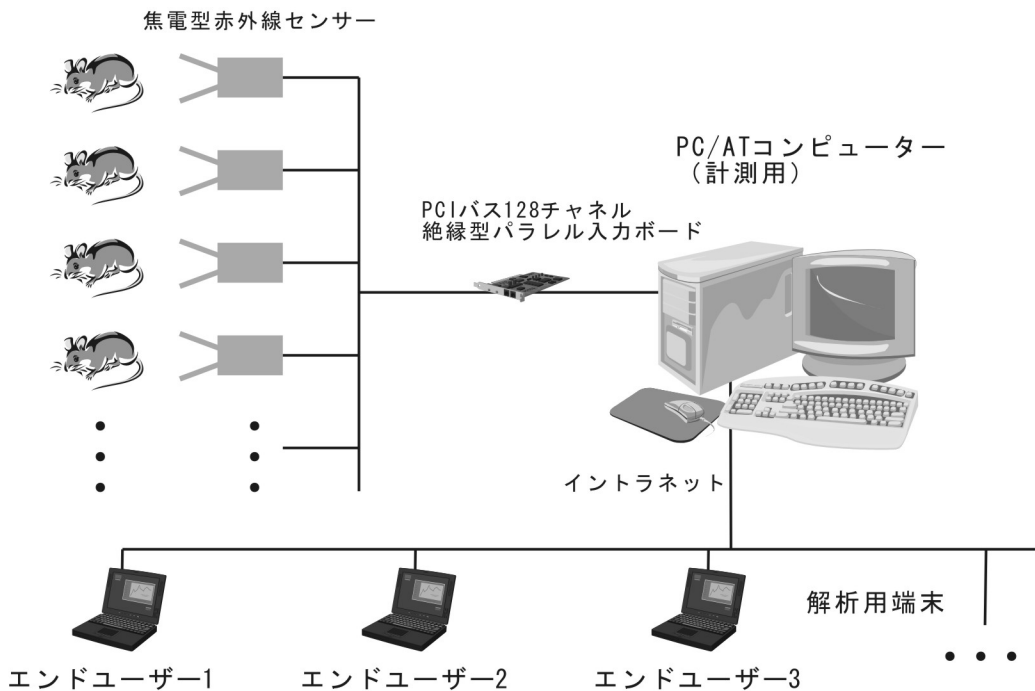 焦電型赤外線センサー
PC/ATコンピューター
（計測用）
PCIバス128チャネル
絶縁型パラレル入力ボード
イントラネット
解析用端末
エンドユーザー1
エンドユーザー2
エンドユーザー3